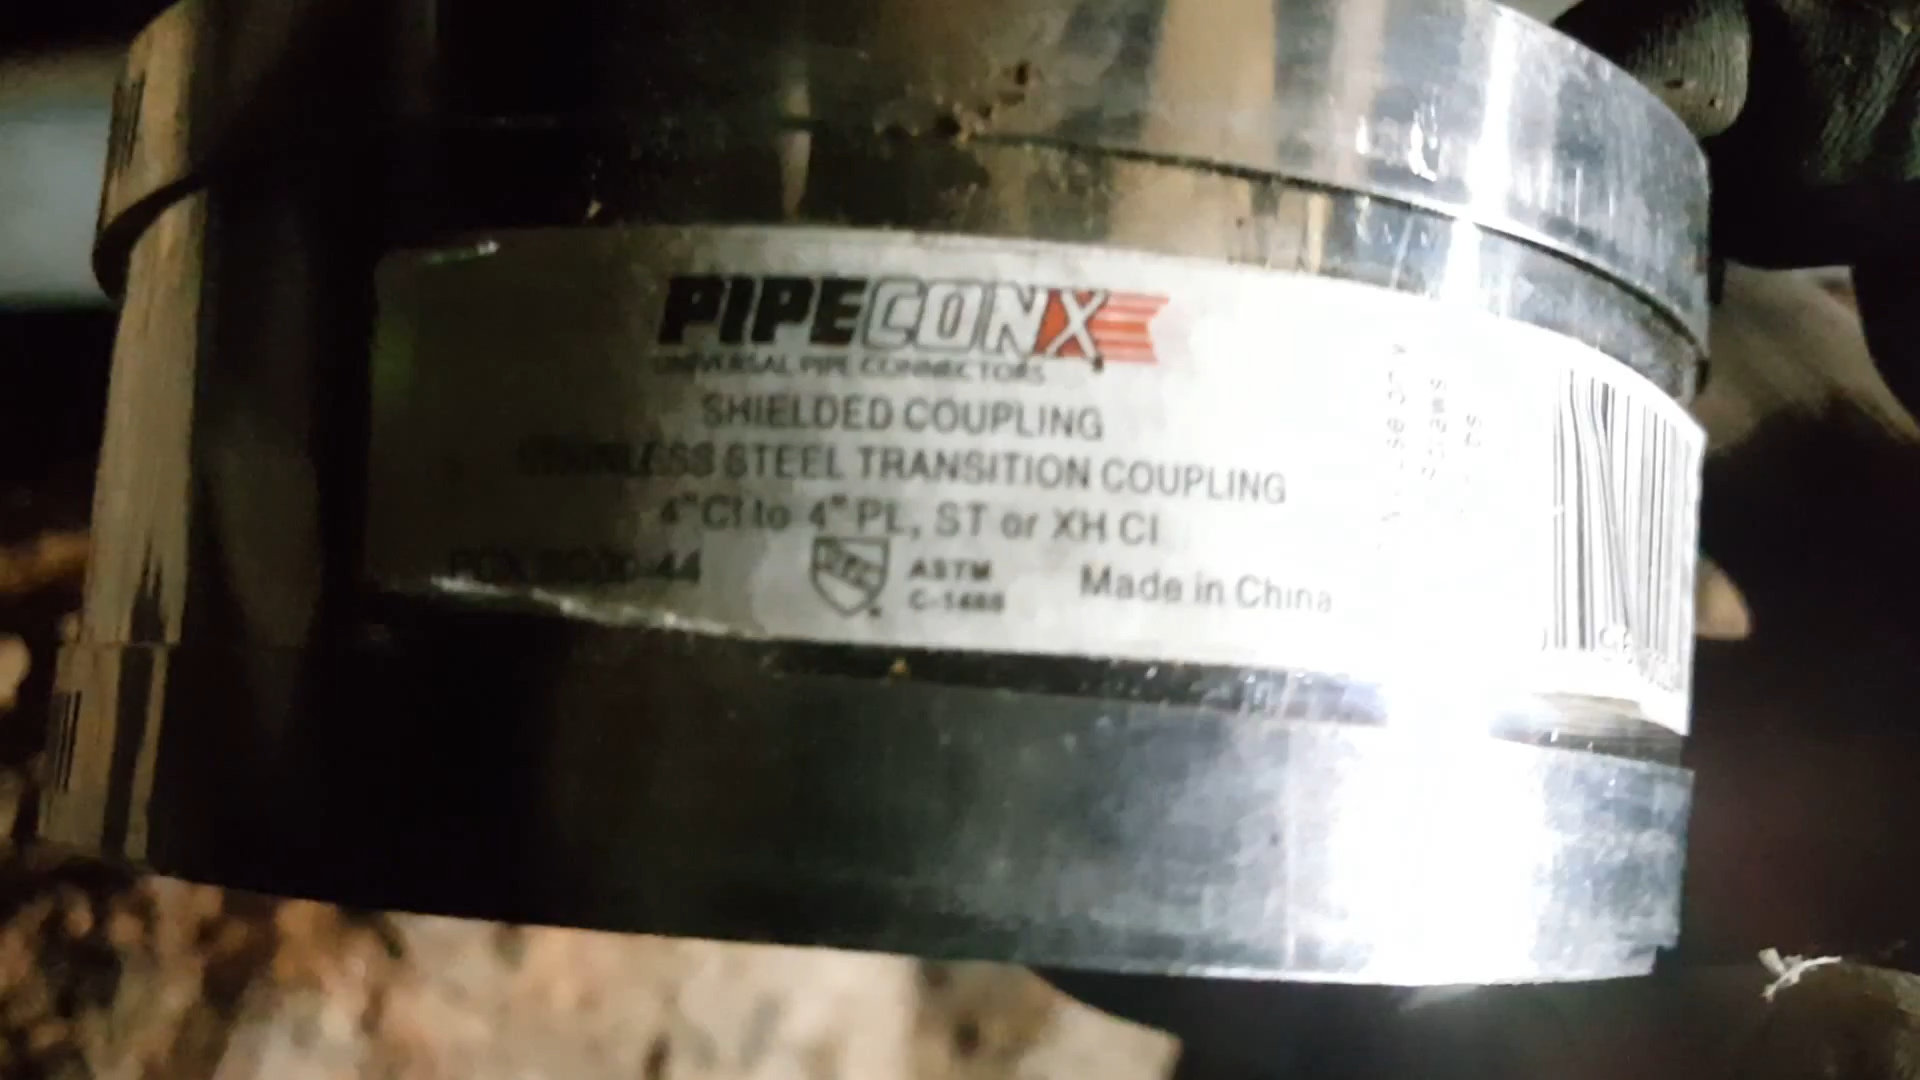 PIPECONX
UNIVERSAL PIPE CONNECTORS
SHIELDED COUPLING
STAINLESS STEEL TRANSITION COUPLING
4" CI to 4" PL, ST or XH CI
ASTM
Made in China